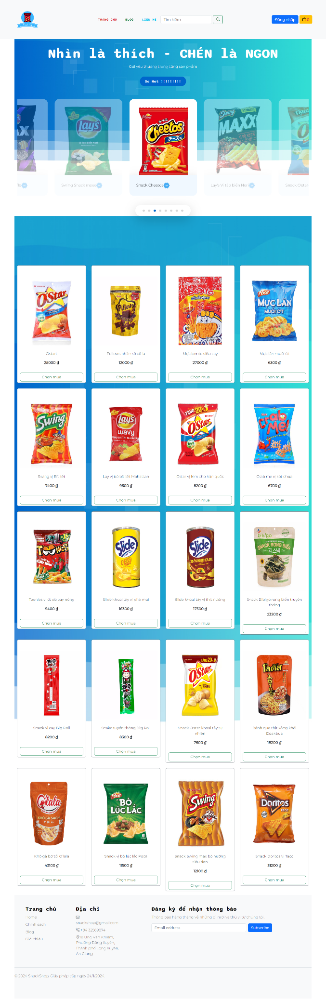 TRANG CHỦ
BLOG
LIÊN HỆ
Tìm kiếm
Đăng nhập
0
Nhìn là thích - CHÉN là NGON
Gửi yêu thương trong từng sản phẩm
So Hot !!!!!!!!!
Swing Snack maxx
Snack Cheetos
Lay's Vị tảo biển Nori
Snack O'star
Ostart
25000 ₫
Chọn mua
Pollows nhân sô cô la
12000 ₫
Chọn mua
Mực bento siêu cay
27000 ₫
Chọn mua
Mực lăn muối ớt
6300 ₫
Chọn mua
Swing vị Bít tết
7400 ₫
Chọn mua
Lay vị bò bít tết Mahattan
9600 ₫
Chọn mua
Ostar vị kim cho hàn quốc
8200 ₫
Chọn mua
Crab me vị sốt chua
6700 ₫
Chọn mua
Toonies vị ớt đỏ cay nồng
9400 ₫
Chọn mua
Slide khoai tây vị phô mai
16300 ₫
Chọn mua
Slide khoai tây vị thịt nướng
17300 ₫
Chọn mua
Snack Bibigo rong biển truyền
thống
23200 ₫
Chọn mua
Snack vị cay Big Roll
8200 ₫
Chọn mua
Snakc tuyền thống Big Roll
8300 ₫
Chọn mua
Snack O'star khoai tây tự
nhiên
7600 ₫
Chọn mua
Bánh que thịt xông khói
Doakbua
18200 ₫
Chọn mua
Khô gà bơ tỏi O'lala
43100 ₫
Chọn mua
Snack vị bò lúc lắc Poca
11500 ₫
Chọn mua
Snack Swing max bò nướng
tiêu đen
12100 ₫
Chọn mua
Snack Doritos vị Taco
31200 ₫
Chọn mua
Trang chủ
Home
Chính sách
Blog
Giới thiệu
Địa chỉ
snackshop@gmail.com
+84 32569874
18 Ung Văn Khiêm,
Phường Đông Xuyên,
Thành phố Long Xuyên,
An Giang
Đăng ký để nhận thông báo
Thông báo hàng tháng về những gì mới và thú vị từ chúng tôi.
Email address
Subscribe
© 2024 SnackShop, Giấy phép cấp ngày 24/1/2024.